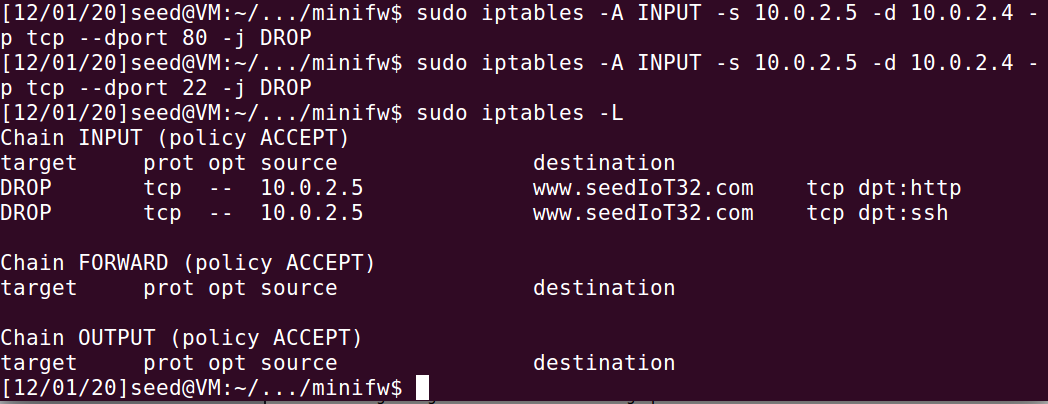 [12/01/20]seed@VM:~/.../minifw$ sudo iptables -A INPUT -s 10.0.2.5 -d 10.0.2.4 -
p tcp --dport 80 -j DROP
[12/01/20]seed@VM:~/.../minifw$ sudo iptables -A INPUT -s 10.0.2.5 -d 10.0.2.4 -
p tcp --dport 22 -j DROP
[12/01/20]seed@VM:~/.../minifw$ sudo iptables -L
Chain INPUT (policy ACCEPT)
target     prot opt source               destination
DROP       tcp  --  10.0.2.5             www.seedIoT32.com    tcp dpt:http
DROP       tcp  --  10.0.2.5             www.seedIoT32.com    tcp dpt:ssh
Chain FORWARD (policy ACCEPT)
target     prot opt source               destination
Chain OUTPUT (policy ACCEPT)
target     prot opt source               destination
[12/01/20]seed@VM:~/.../minifw$